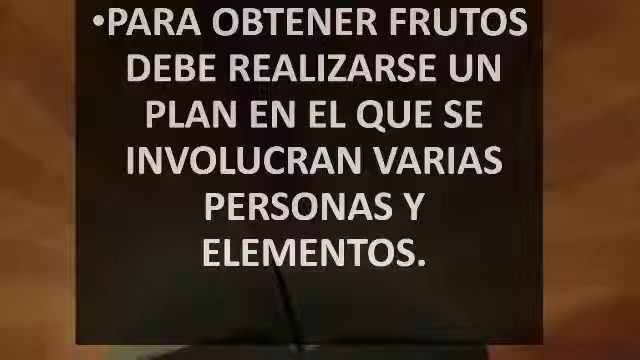 •PARA OBTENER FRUTOS
DEBE REALIZARSE UN
PLAN EN EL QUE SE
INVOLUCRAN VARIAS
PERSONAS Y
ELEMENTOS.